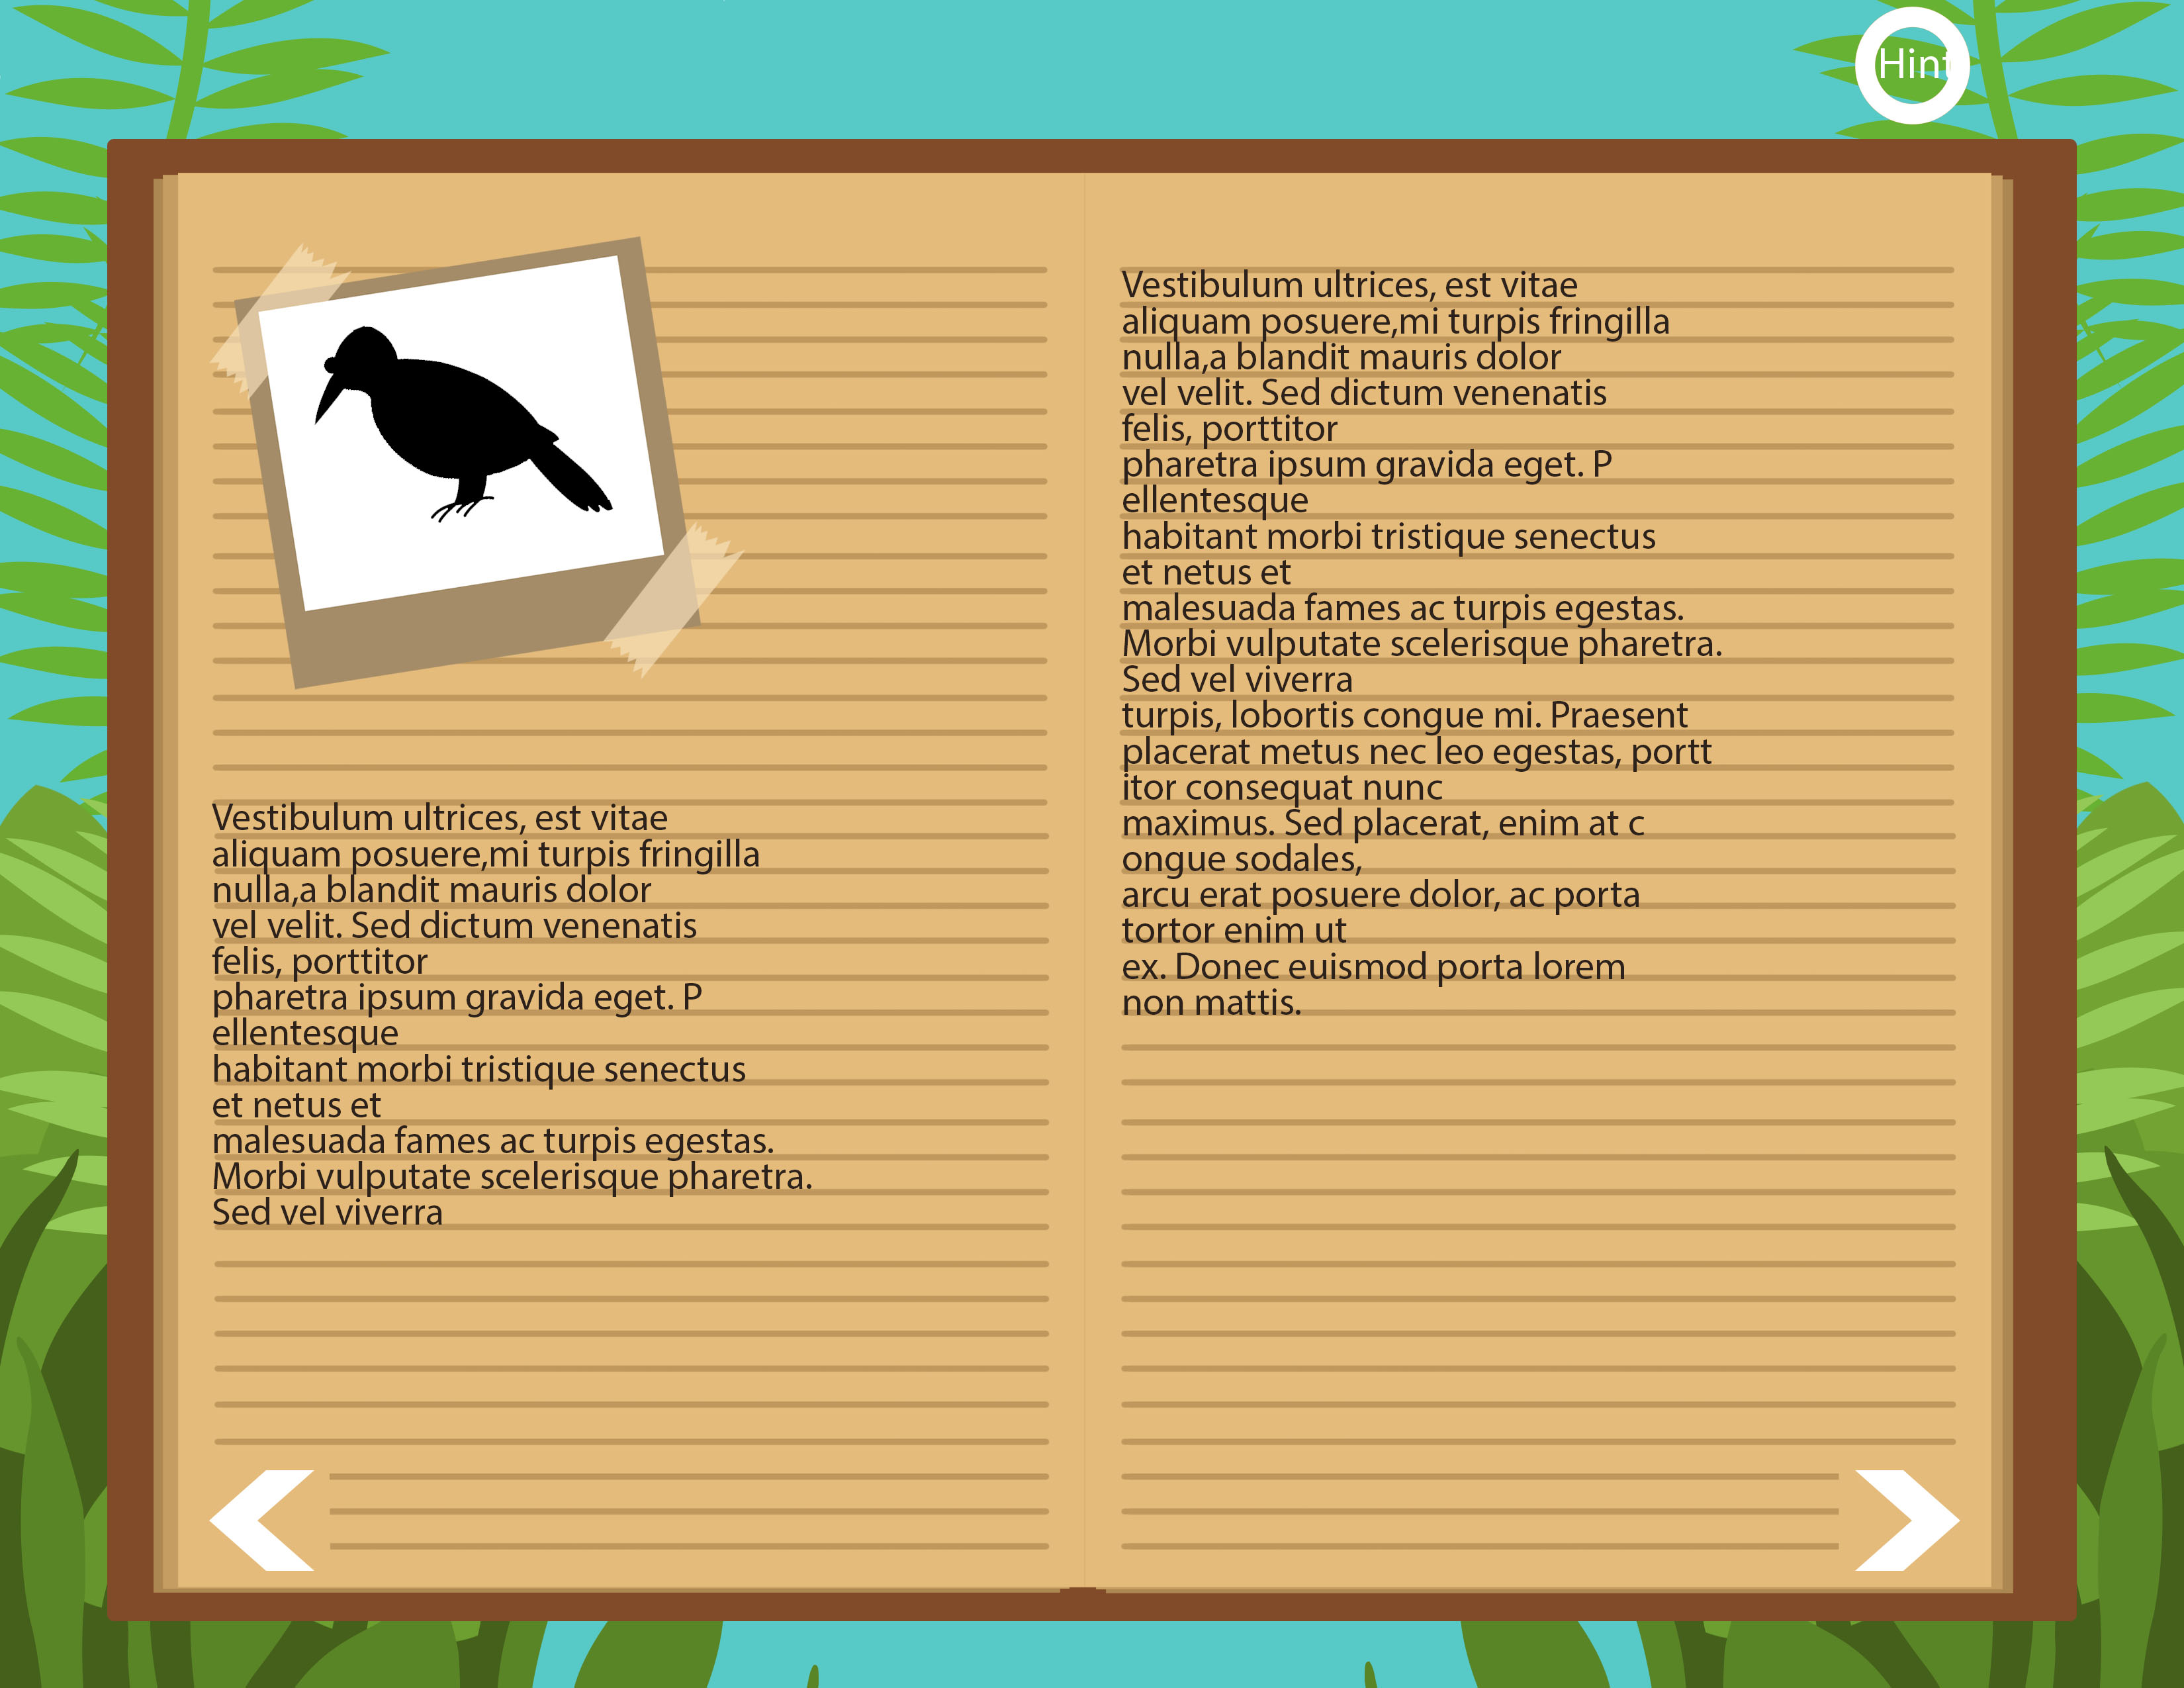 Hint
Vestibulum ultrices, est vitae
aliquam posuere,mi turpis fringilla
nulla,a blandit mauris dolor
vel velit. Sed dictum venenatis
felis, porttitor
pharetra ipsum gravida eget. P
ellentesque
habitant morbi tristique senectus
et netus et
malesuada fames ac turpis egestas.
Morbi vulputate scelerisque pharetra.
Sed vel viverra
Vestibulum ultrices, est vitae
aliquam posuere,mi turpis fringilla
nulla,a blandit mauris dolor
vel velit. Sed dictum venenatis
felis, porttitor
pharetra ipsum gravida eget. P
ellentesque
habitant morbi tristique senectus
et netus et
malesuada fames ac turpis egestas.
Morbi vulputate scelerisque pharetra.
Sed vel viverra
turpis, lobortis congue mi. Praesent
placerat metus nec leo egestas, portt
itor consequat nunc
maximus. Sed placerat, enim at c
ongue sodales,
arcu erat posuere dolor, ac porta
tortor enim ut
ex. Donec euismod porta lorem
non mattis.